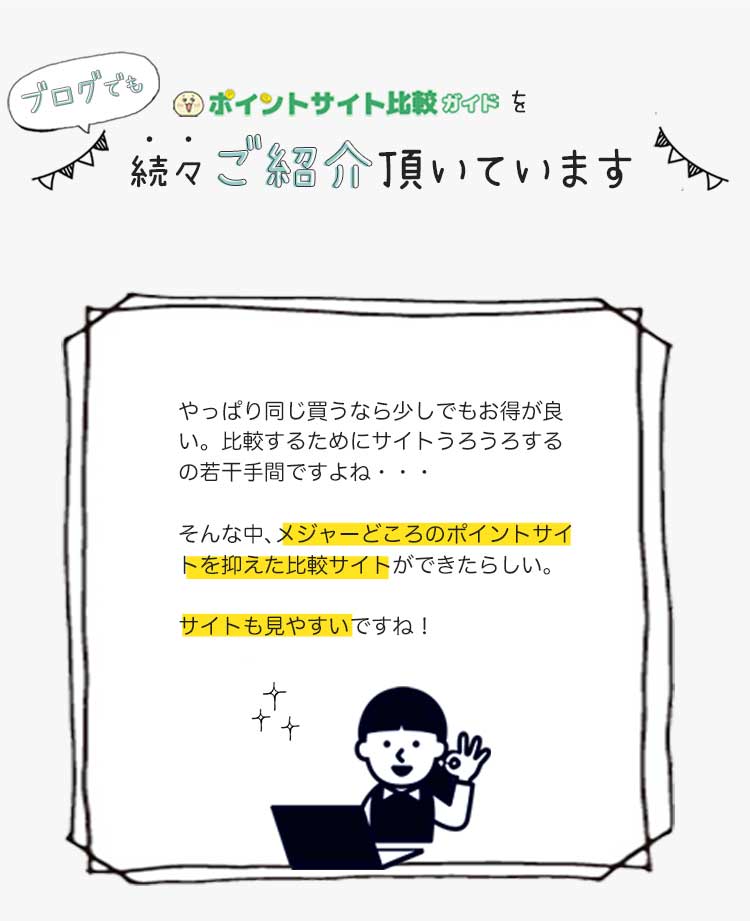 ブログでも
ポイントサイト比較ガイドを
続々ご紹介頂いています
やっぱり同じ買うなら少しでもお得が良
い。比較するためにサイトうろうろする
の若干手間ですよね・・・
そんな中、メジャーどころのポイントサイ
トを抑えた比較サイトができたらしい。
サイトも見やすいですね！